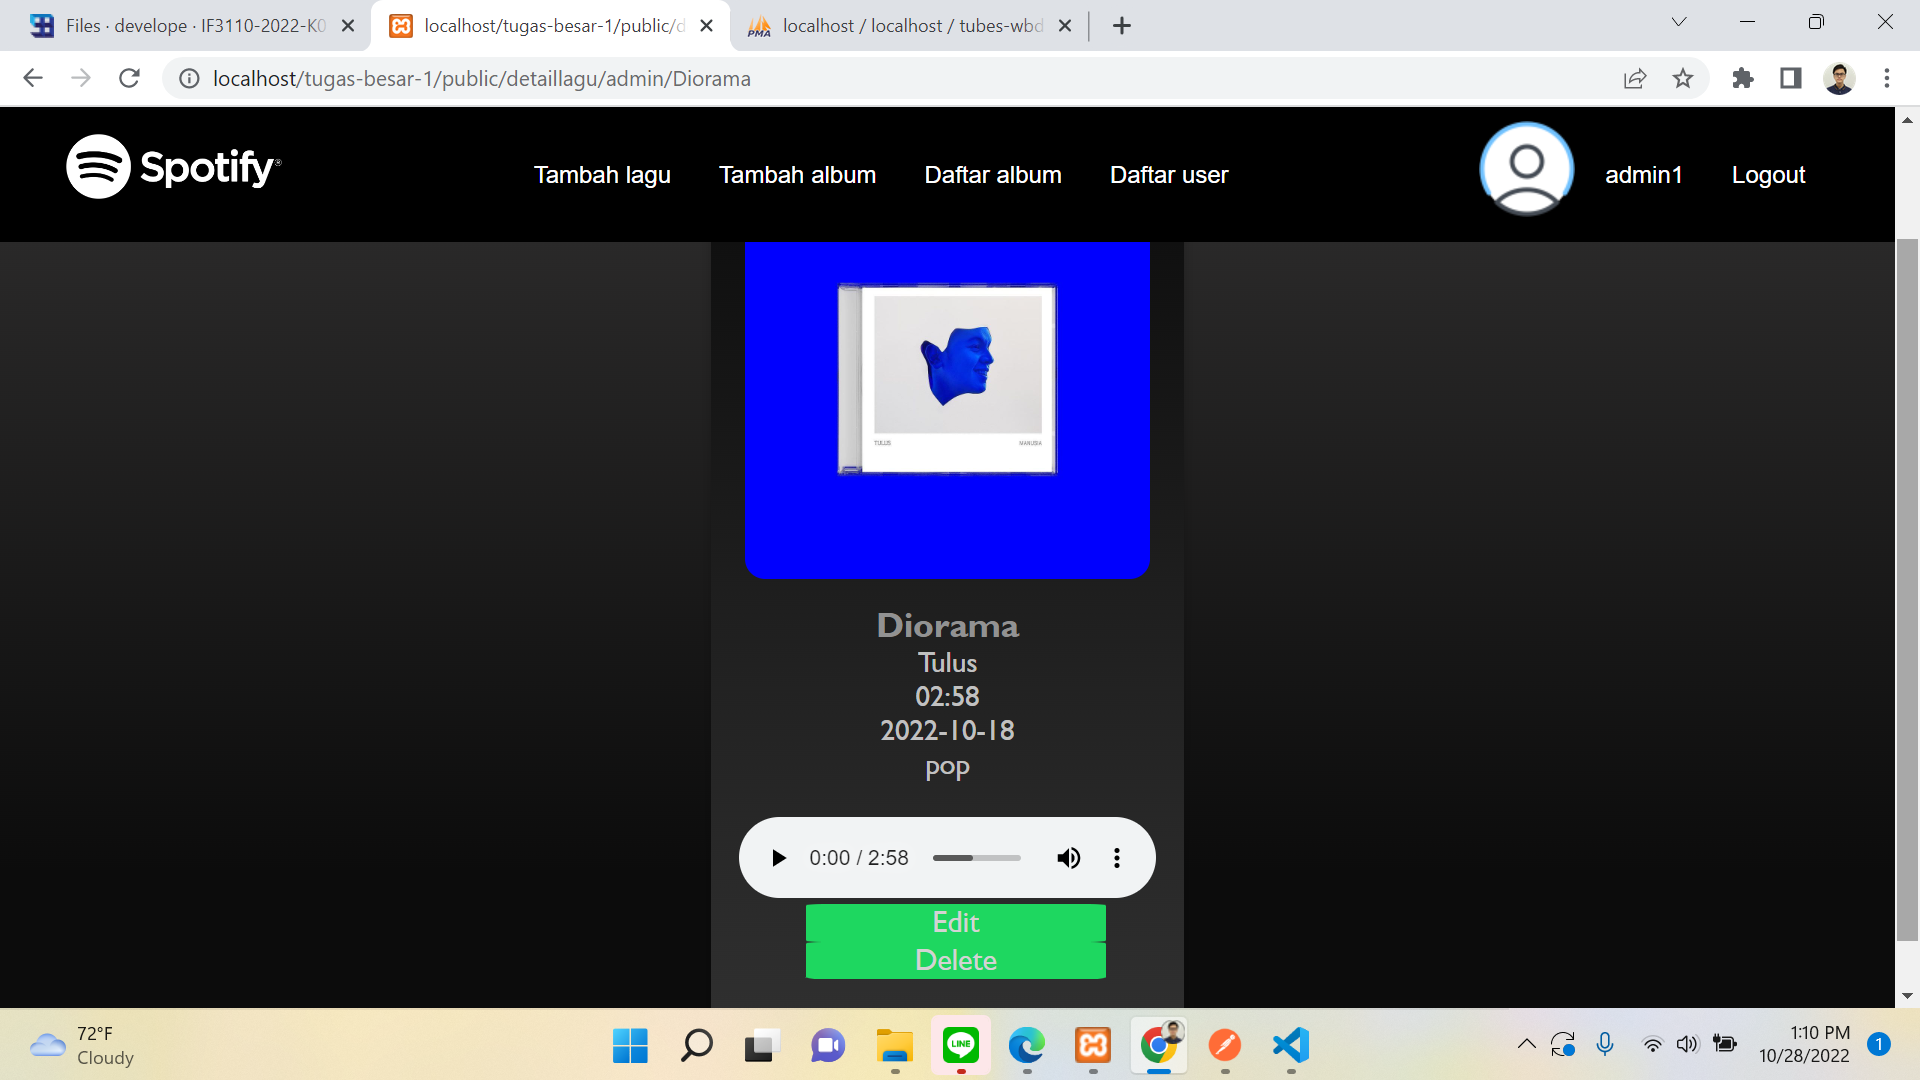 Files · develope · IF3110-2022-K0
localhost/tugas-besar-1/public/d
localhost / localhost / tubes-wbd
localhost/tugas-besar-1/public/detaillagu/admin/Diorama
Spotify®
Tambah lagu
Tambah album
Daftar album
Daftar user
admin1
Logout
TULUS
MANUSIA
Diorama
Tulus
02:58
2022-10-18
pop
0:00 / 2:58
Edit
Delete
72°F
Cloudy
LINE
1:10 PM
10/28/2022
1
PMA